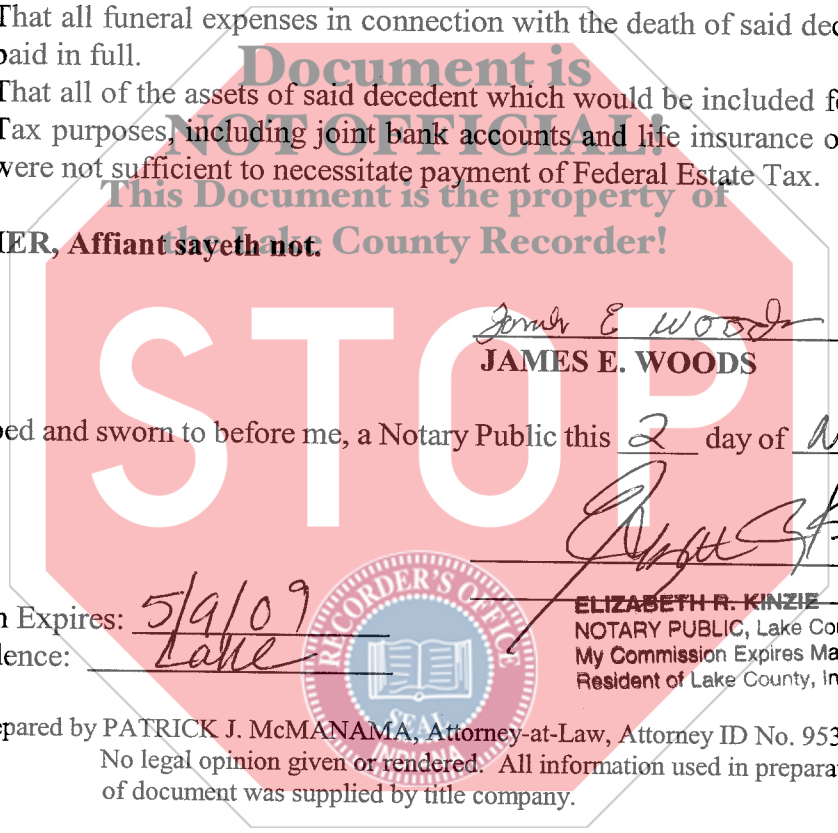 That all funeral expenses in connection with the death of said dec
paid in full.
Document is
That all of the assets of said decedent which would be included f
NOT OFFICIAL!
Tax purposes, including joint bank accounts and life insurance o
were not sufficient to necessitate payment of Federal Estate Tax.
This Document is the property of
the Lake County Recorder!
IER, Affiant sayeth not.
STOP
James E Woods
JAMES E. WOODS
bed and sworn to before me, a Notary Public this 2 day of
n Expires: 5/9/09
ELIZABETH R. KINZIE
NOTARY PUBLIC, Lake Cou
My Commission Expires Ma
Resident of Lake County, In
lence: Lake
RECORDER'S OFFICE
SEAL
INDIANA
epared by PATRICK J. McMANAMA, Attorney-at-Law, Attorney ID No. 953
No legal opinion given or rendered. All information used in prepara
of document was supplied by title company.